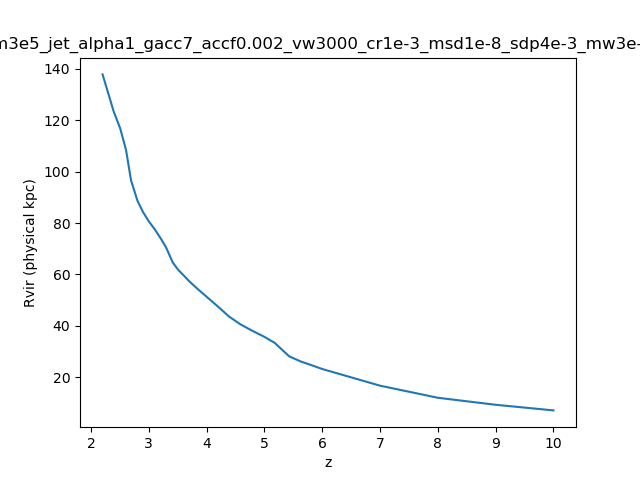 m3e5_jet_alpha1_gacc7_accf0.002_vw3000_cr1e-3_msd1e-8_sdp4e-3_mw3e-
140
120
100
80
60
40
20
Rvir (physical kpc)
2 3 4 5 6 7 8 9 10
z